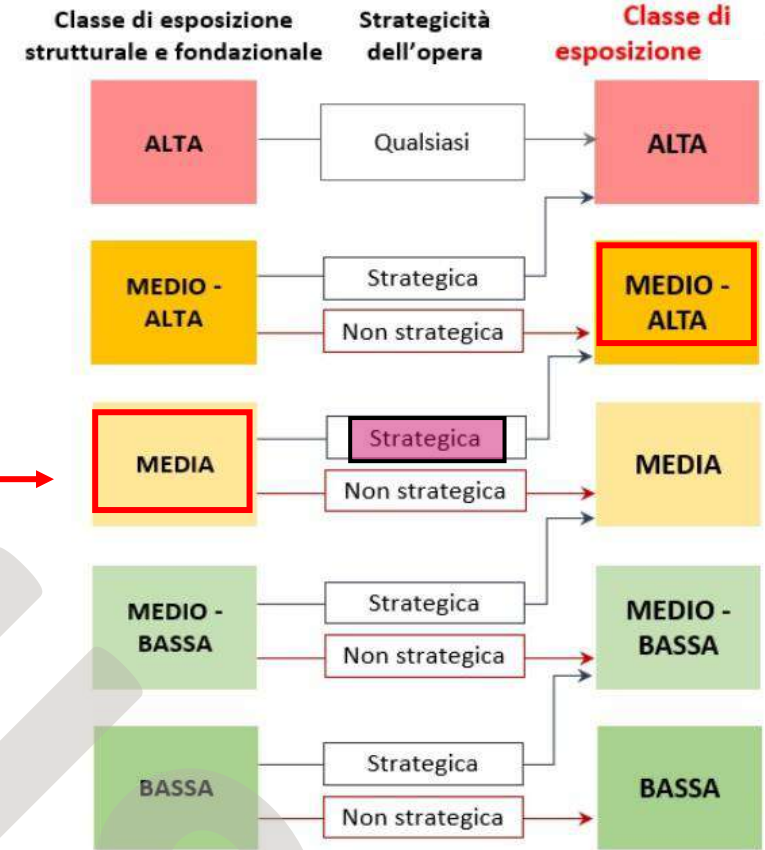 Classe di esposizione
strutturale e fondazionale
Strategicità
dell'opera
Classe di
esposizione
ALTA
Qualsiasi
ALTA
MEDIO -
ALTA
Strategica
Non strategica
MEDIO -
ALTA
MEDIA
Strategica
Non strategica
MEDIA
MEDIO -
BASSA
Strategica
Non strategica
MEDIO -
BASSA
BASSA
Strategica
Non strategica
BASSA